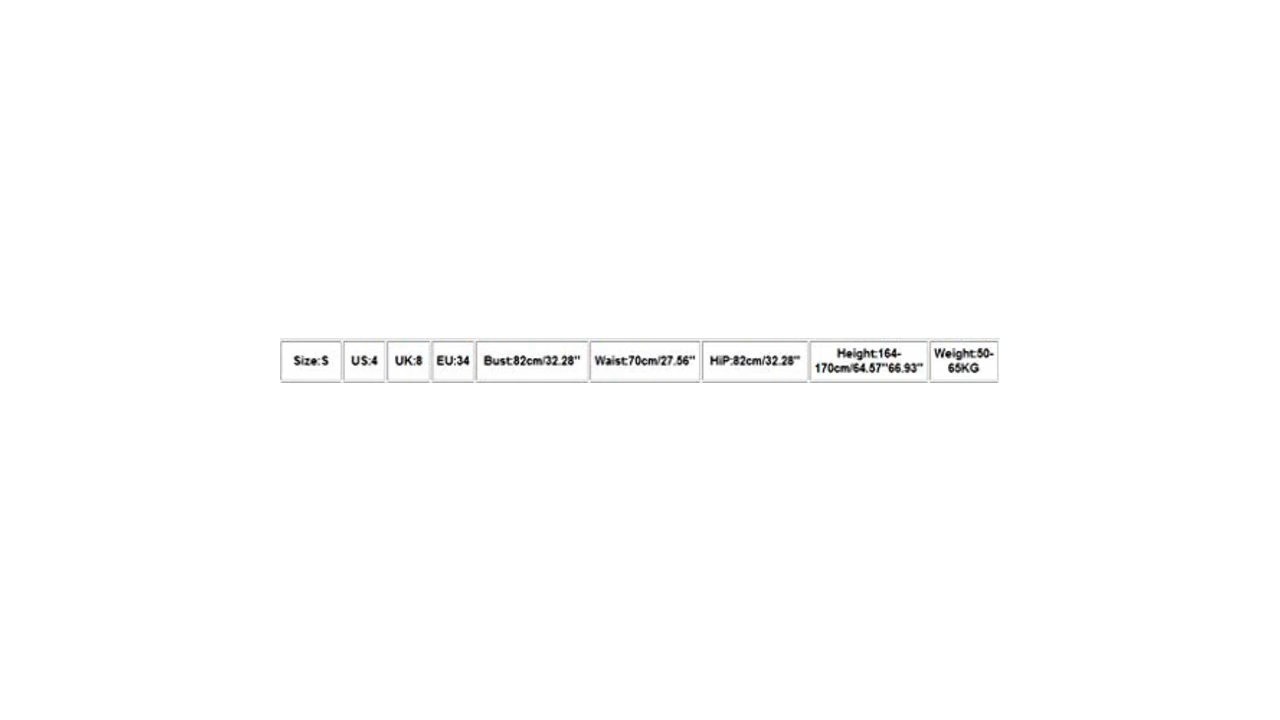 Size:S US:4 UK:8 EU:34 Bust:82cm/32.28" Waist:70cm/27.56" HiP:82cm/32.28" Height:164-
170cm/64.57"66.93" Weight:50-
65KG